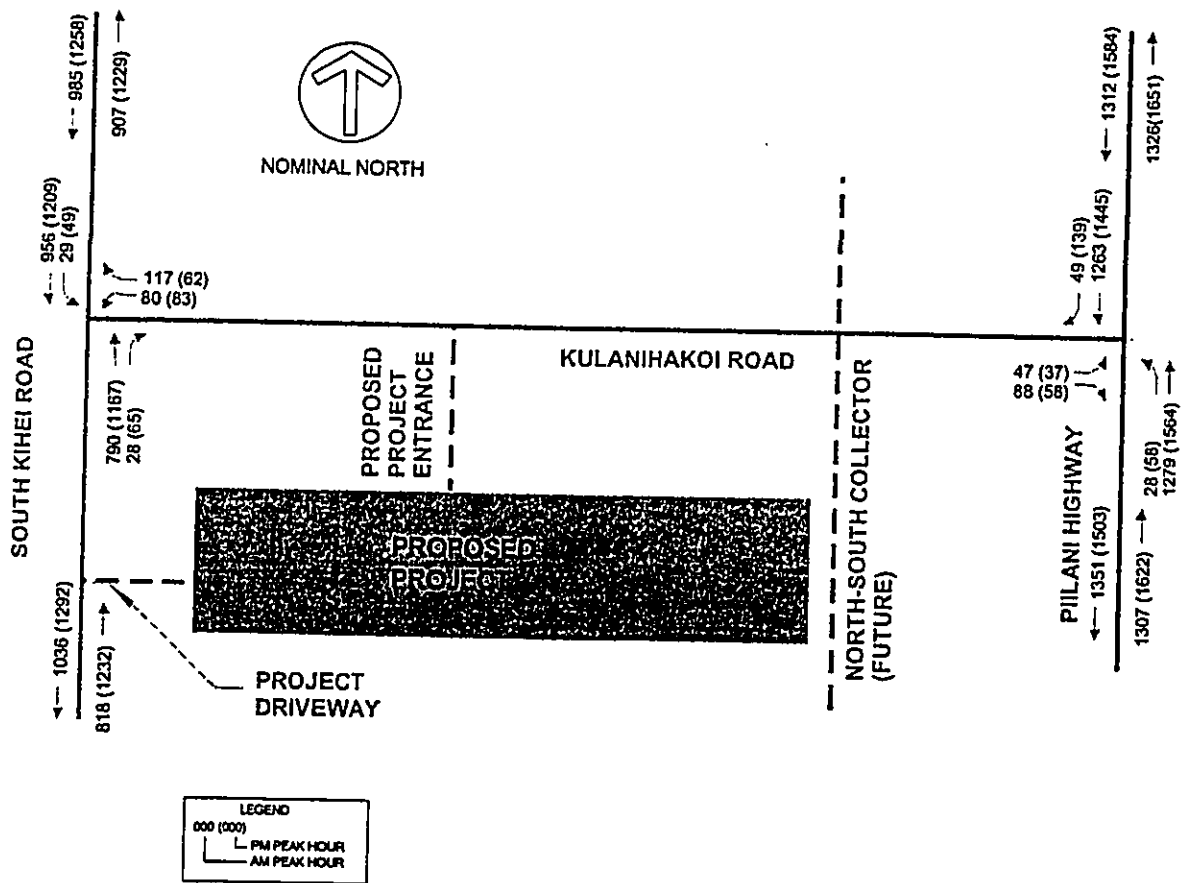 985 (1258)
907 (1229)
NOMINAL NORTH
1312 (1584)
1326(1651)
956 (1209)
29 (49)
117 (62)
80 (83)
49 (139)
1263 (1445)
SOUTH KIHEI ROAD
790 (1167)
28 (65)
PROPOSED
PROJECT
ENTRANCE
KULANIHAKOI ROAD
47 (37)
88 (58)
28 (58)
1279 (1564)
PROPOSED
PROJECT
NORTH-SOUTH COLLECTOR
(FUTURE)
PIILANI HIGHWAY
1351 (1503)
1307 (1622)
1036 (1292)
818 (1232)
PROJECT
DRIVEWAY
LEGEND
000 (000)
PM PEAK HOUR
AM PEAK HOUR